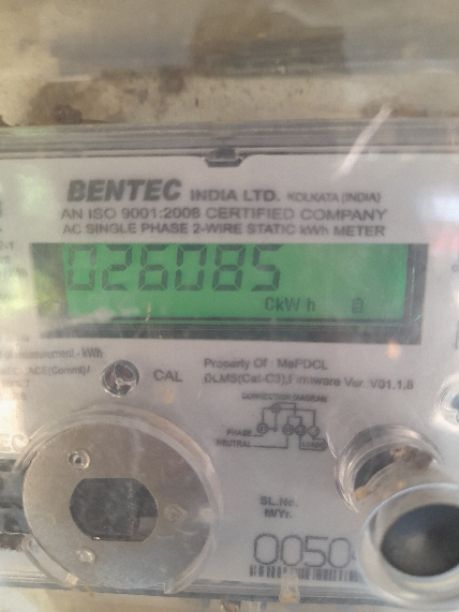 BENTEC INDIA LTD. KOLKATA (INDIA)
AN ISO 9001:2008 CERTIFIED COMPANY
AC SINGLE PHASE 2-WIRE STATIC kWh METER
026085
CkW h
CAL
Property Of : MePDCL
DLMS(Cat-C3),Firmware Ver. V01.1.8
CONNECTION DIAGRAM
PHASE
NEUTRAL
LOAD
SL.No.
M/Yr.
0050